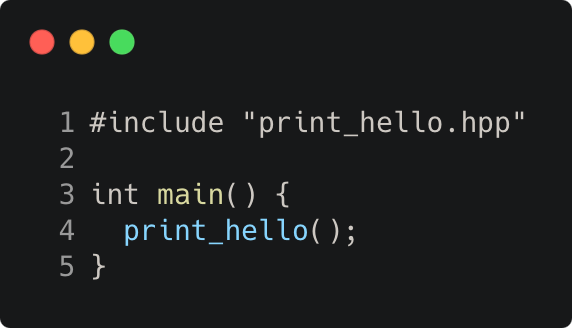 1 #include "print_hello.hpp"
2
3 int main() {
4   print_hello();
5 }